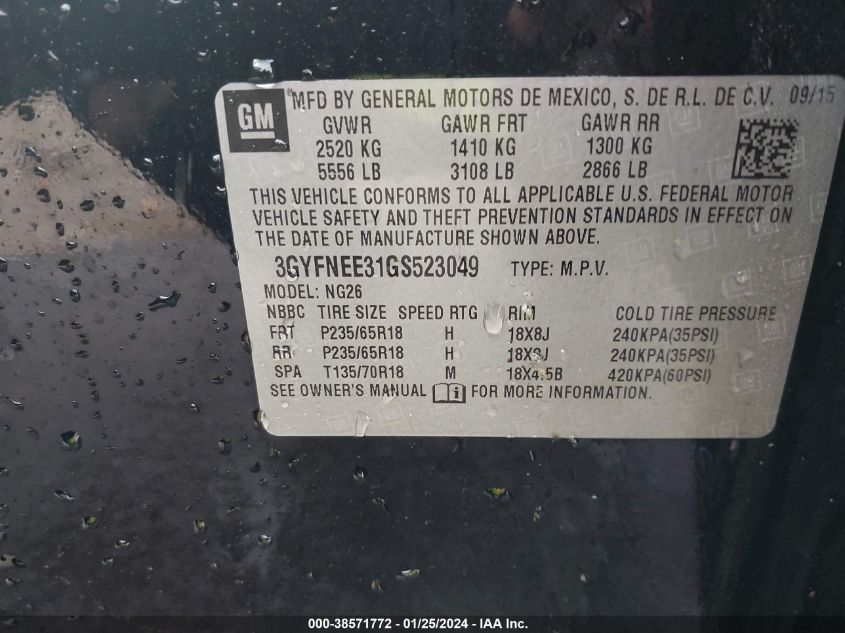 GM ® MFD BY GENERAL MOTORS DE MEXICO, S. DE R.L. DE C.V. 09/15
GVWR GAWR FRT GAWR RR
2520 KG 1410 KG 1300 KG
5556 LB 3108 LB 2866 LB
THIS VEHICLE CONFORMS TO ALL APPLICABLE U.S. FEDERAL MOTOR
VEHICLE SAFETY AND THEFT PREVENTION STANDARDS IN EFFECT ON
THE DATE OF MANUFACTURE SHOWN ABOVE.
3GYFNEE31GS523049 TYPE: M.P.V.
MODEL: NG26
NBBC TIRE SIZE SPEED RTG RIM COLD TIRE PRESSURE
FRT P235/65R18 H 18X8J 240KPA(35PSI)
RR P235/65R18 H 18X8J 240KPA(35PSI)
SPA T135/70R18 M 18X4.5B 420KPA(60PSI)
SEE OWNER'S MANUAL FOR MORE INFORMATION.
000-38571772 - 01/25/2024 - IAA Inc.